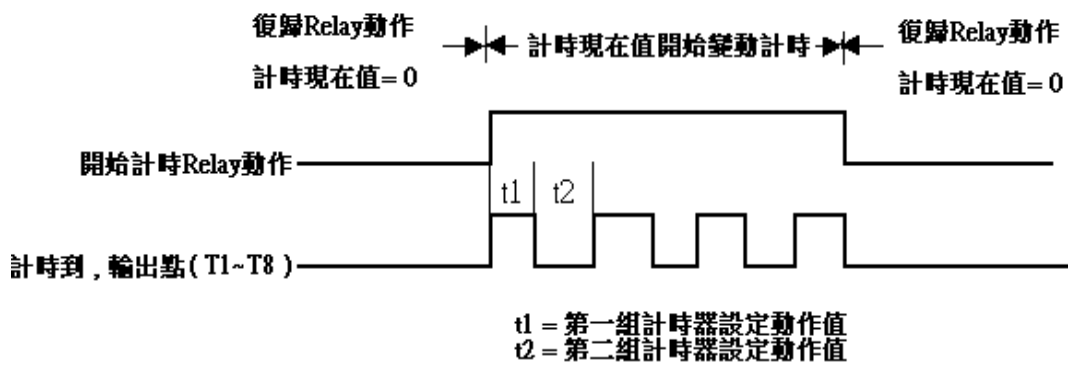 復歸Relay動作
計時現在值= 0
計時現在值開始變動計時
復歸Relay動作
計時現在值= 0
開始計時Relay動作
t1
t2
計時到 , 輸出點( T1~T8 )
t1 = 第一組計時器設定動作值
t2 = 第二組計時器設定動作值